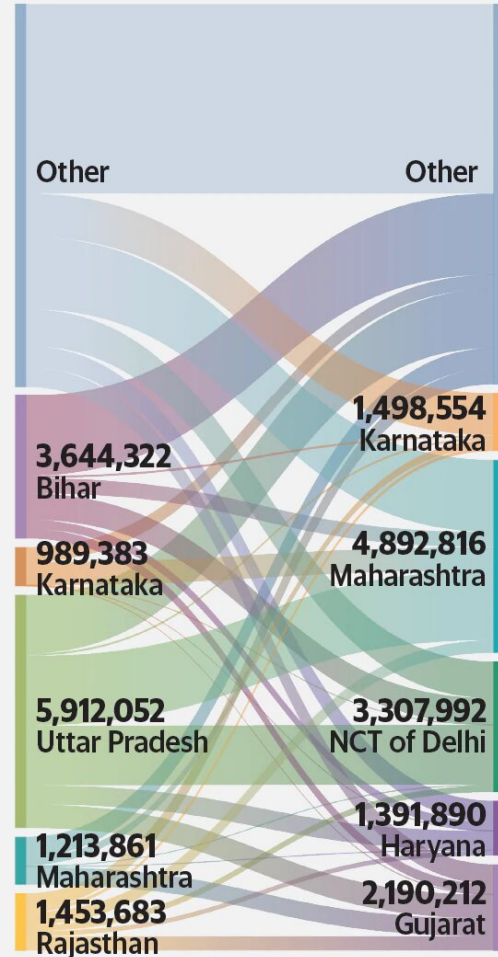 Other
3,644,322
Bihar
989,383
Karnataka
5,912,052
Uttar Pradesh
1,213,861
Maharashtra
1,453,683
Rajasthan
Other
1,498,554
Karnataka
4,892,816
Maharashtra
3,307,992
NCT of Delhi
1,391,890
Haryana
2,190,212
Gujarat